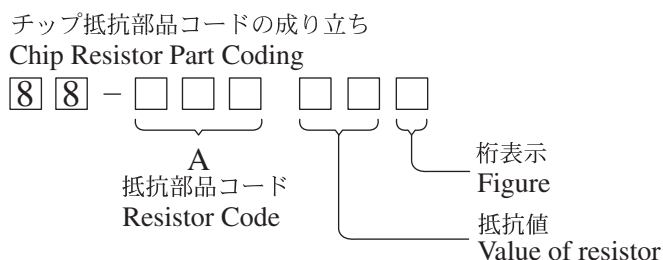 チップ抵抗部品コードの成り立ち
Chip Resistor Part Coding
8 8 – □ □ □ □ □ □
A
抵抗部品コード
Resistor Code
桁表示
Figure
抵抗値
Value of resistor